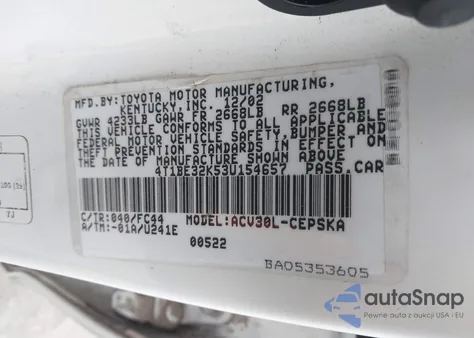 MFD.BY:TOYOTA MOTOR MANUFACTURING,
KENTUCKY,INC. 12/02
GVWR 4233LB GAWR FR 2668LB RR 2668LB
THIS VEHICLE CONFORMS TO ALL APPLICABLE
FEDERAL MOTOR VEHICLE SAFETY,BUMPER AND
THEFT PREVENTION STANDARDS IN EFFECT ON
THE DATE OF MANUFACTURE SHOWN ABOVE.
4T1BE32K53U154657 PASS.CAR
C/TR:040/FC44 MODEL:ACV30L-CEPSKA
A/TM:-01A/U241E
00522
BA05353605
autoSnap
Pewne auta z aukcji USA i EU